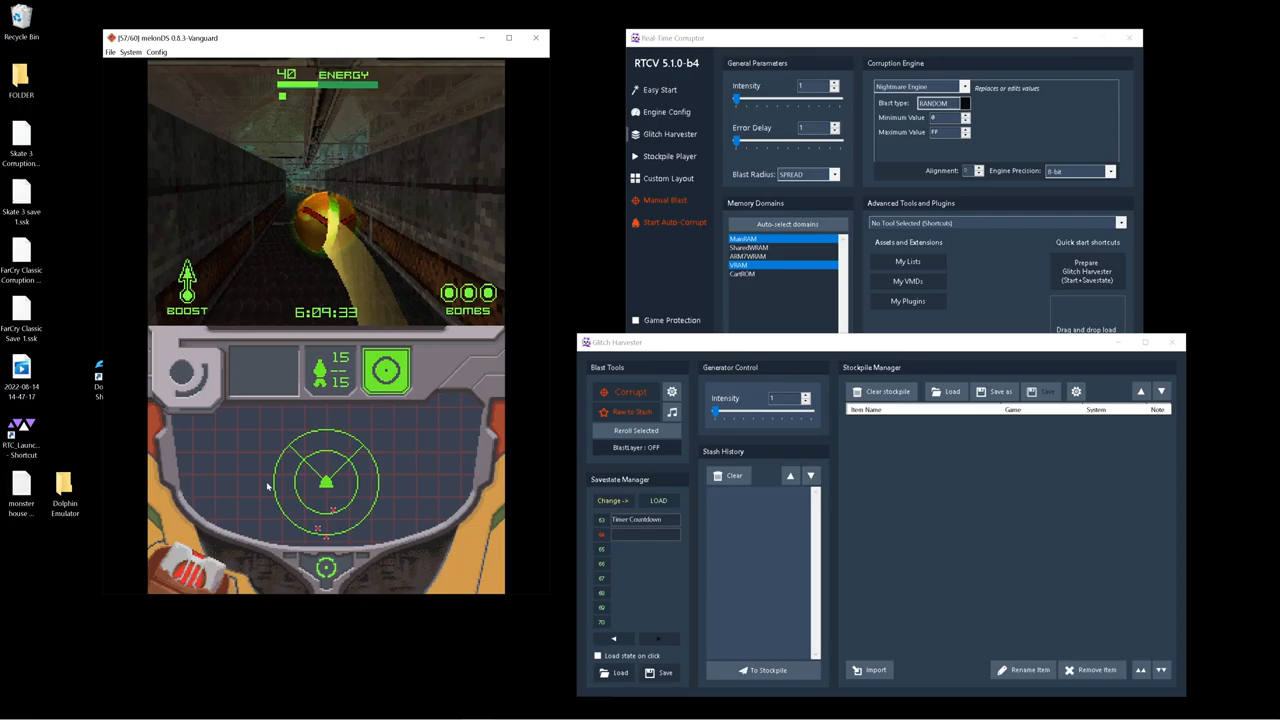 Recycle Bin
FOLDER
Skate 3
Corruption...
Skate 3 save
1.ssk
FarCry Classic
Corruption ...
FarCry Classic
Save 1.ssk
2022-08-14
14-47-17
Do
Sh
RTC_Launc...
- Shortcut
monster
house ...
Dolphin
Emulator
[57/60] melonDS 0.8.3-Vanguard
File System Config
40 ENERGY
BOOST
6:09:33
BOMBS
15
--
15
Real-Time Corruptor
RTCV 5.1.0-b4
Easy Start
Engine Config
Glitch Harvester
Stockpile Player
Custom Layout
Manual Blast
Start Auto-Corrupt
Game Protection
General Parameters
Intensity 1
Error Delay 1
Blast Radius: SPREAD
Memory Domains
Auto-select domains
MainRAM
SharedWRAM
ARM7WRAM
VRAM
CartROM
Corruption Engine
Nightmare Engine Replaces or edits values
Blast type: RANDOM
Minimum Value 0
Maximum Value FF
Alignment: 0 Engine Precision: 8-bit
Advanced Tools and Plugins
No Tool Selected (Shortcuts)
Assets and Extensions
My Lists
My VMDs
My Plugins
Quick start shortcuts
Prepare
Glitch Harvester
(Start+Savestate)
Drag and drop load
Glitch Harvester
Blast Tools
Corrupt
Raw to Stash
Reroll Selected
BlastLayer : OFF
Savestate Manager
Change -> LOAD
63 Timer Countdown
64
65
66
67
68
69
70
Load state on click
Load Save
Generator Control
Intensity 1
Stash History
Clear
To Stockpile
Stockpile Manager
Clear stockpile Load Save as Save
Item Name Game System Note
Import Rename Item Remove Item